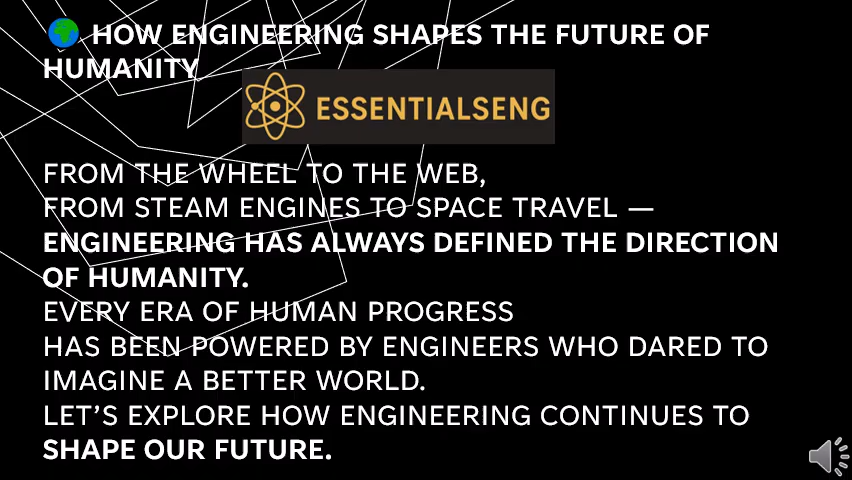 🌍 HOW ENGINEERING SHAPES THE FUTURE OF
HUMANITY
ESSENTIALSENG
FROM THE WHEEL TO THE WEB,
FROM STEAM ENGINES TO SPACE TRAVEL —
ENGINEERING HAS ALWAYS DEFINED THE DIRECTION
OF HUMANITY.
EVERY ERA OF HUMAN PROGRESS
HAS BEEN POWERED BY ENGINEERS WHO DARED TO
IMAGINE A BETTER WORLD.
LET’S EXPLORE HOW ENGINEERING CONTINUES TO
SHAPE OUR FUTURE.